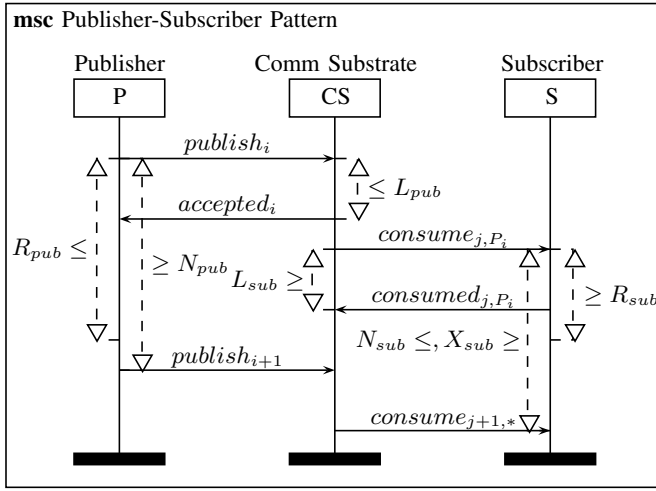 msc Publisher-Subscriber Pattern
Publisher Comm Substrate Subscriber
P CS S
publish_i
≤ L_pub
accepted_i
R_pub ≤
consume_{j,P_i}
≥ N_pub
L_sub ≥
≥ R_sub
consumed_{j,P_i}
N_sub ≤, X_sub ≥
publish_{i+1}
consume_{j+1,*}